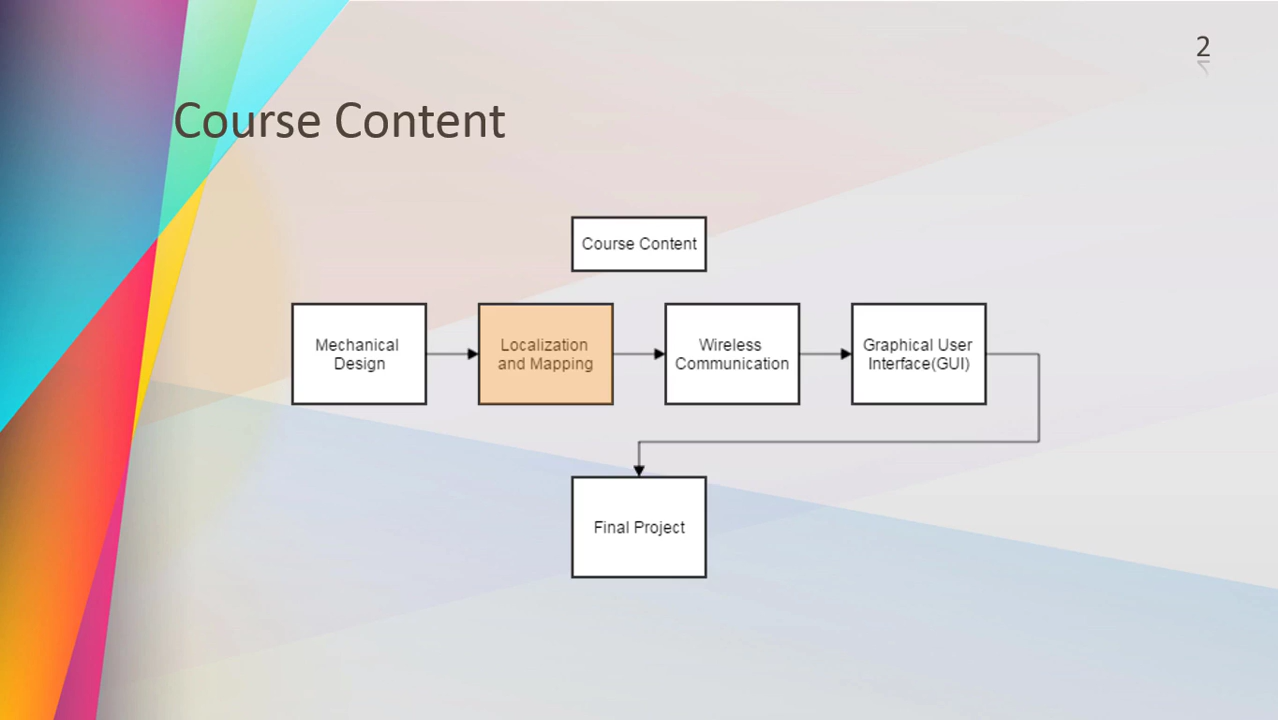 2
Course Content
Course Content
Mechanical
Design
Localization
and Mapping
Wireless
Communication
Graphical User
Interface(GUI)
Final Project